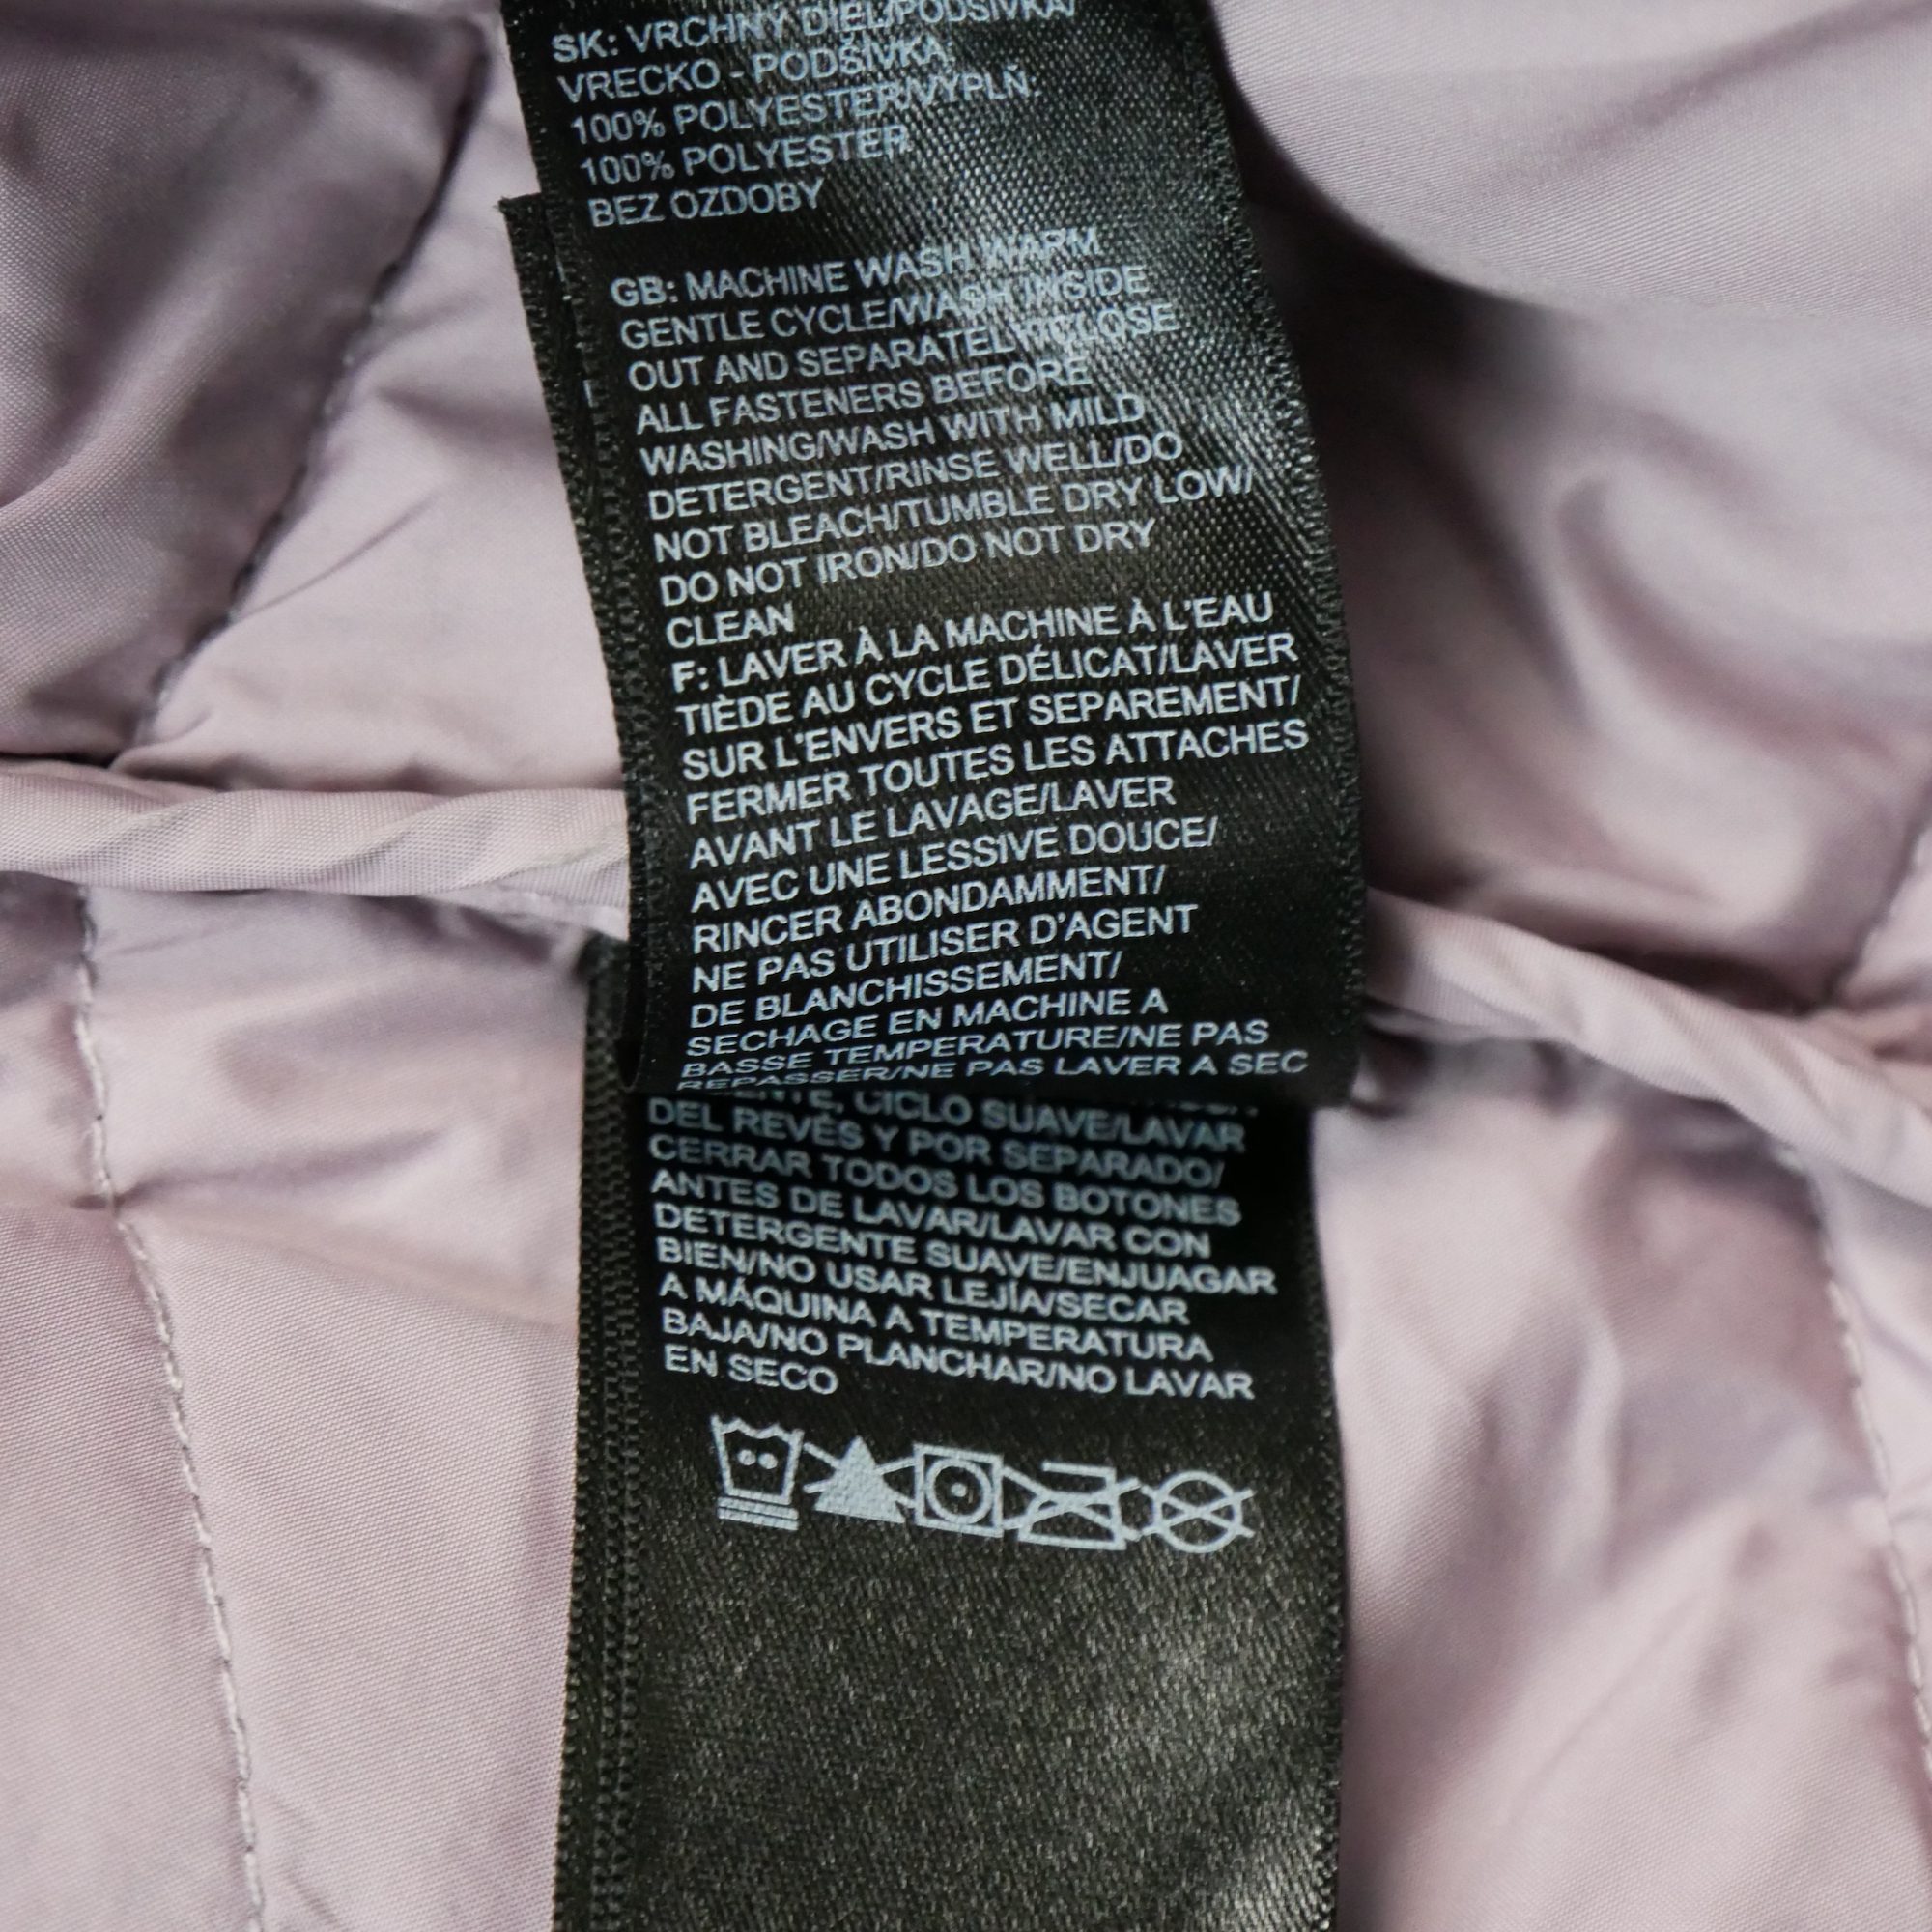 SK: VRCHNÝ DIEL/PODŠÍVKA/
VRECKO - PODŠÍVKA
100% POLYESTER/VÝPLŇ
100% POLYESTER
BEZ OZDOBY
GB: MACHINE WASH WARM
GENTLE CYCLE/WASH INSIDE
OUT AND SEPARATELY/CLOSE
ALL FASTENERS BEFORE
WASHING/WASH WITH MILD
DETERGENT/RINSE WELL/DO
NOT BLEACH/TUMBLE DRY LOW/
DO NOT IRON/DO NOT DRY
CLEAN
F: LAVER À LA MACHINE À L'EAU
TIÈDE AU CYCLE DÉLICAT/LAVER
SUR L'ENVERS ET SEPAREMENT/
FERMER TOUTES LES ATTACHES
AVANT LE LAVAGE/LAVER
AVEC UNE LESSIVE DOUCE/
RINCER ABONDAMMENT/
NE PAS UTILISER D'AGENT
DE BLANCHISSEMENT/
SECHAGE EN MACHINE A
BASSE TEMPERATURE/NE PAS
REPASSER/NE PAS LAVER A SEC
CICLO SUAVE/LAVAR
DEL REVÉS Y POR SEPARADO/
CERRAR TODOS LOS BOTONES
ANTES DE LAVAR/LAVAR CON
DETERGENTE SUAVE/ENJUAGAR
BIEN/NO USAR LEJÍA/SECAR
A MÁQUINA A TEMPERATURA
BAJA/NO PLANCHAR/NO LAVAR
EN SECO